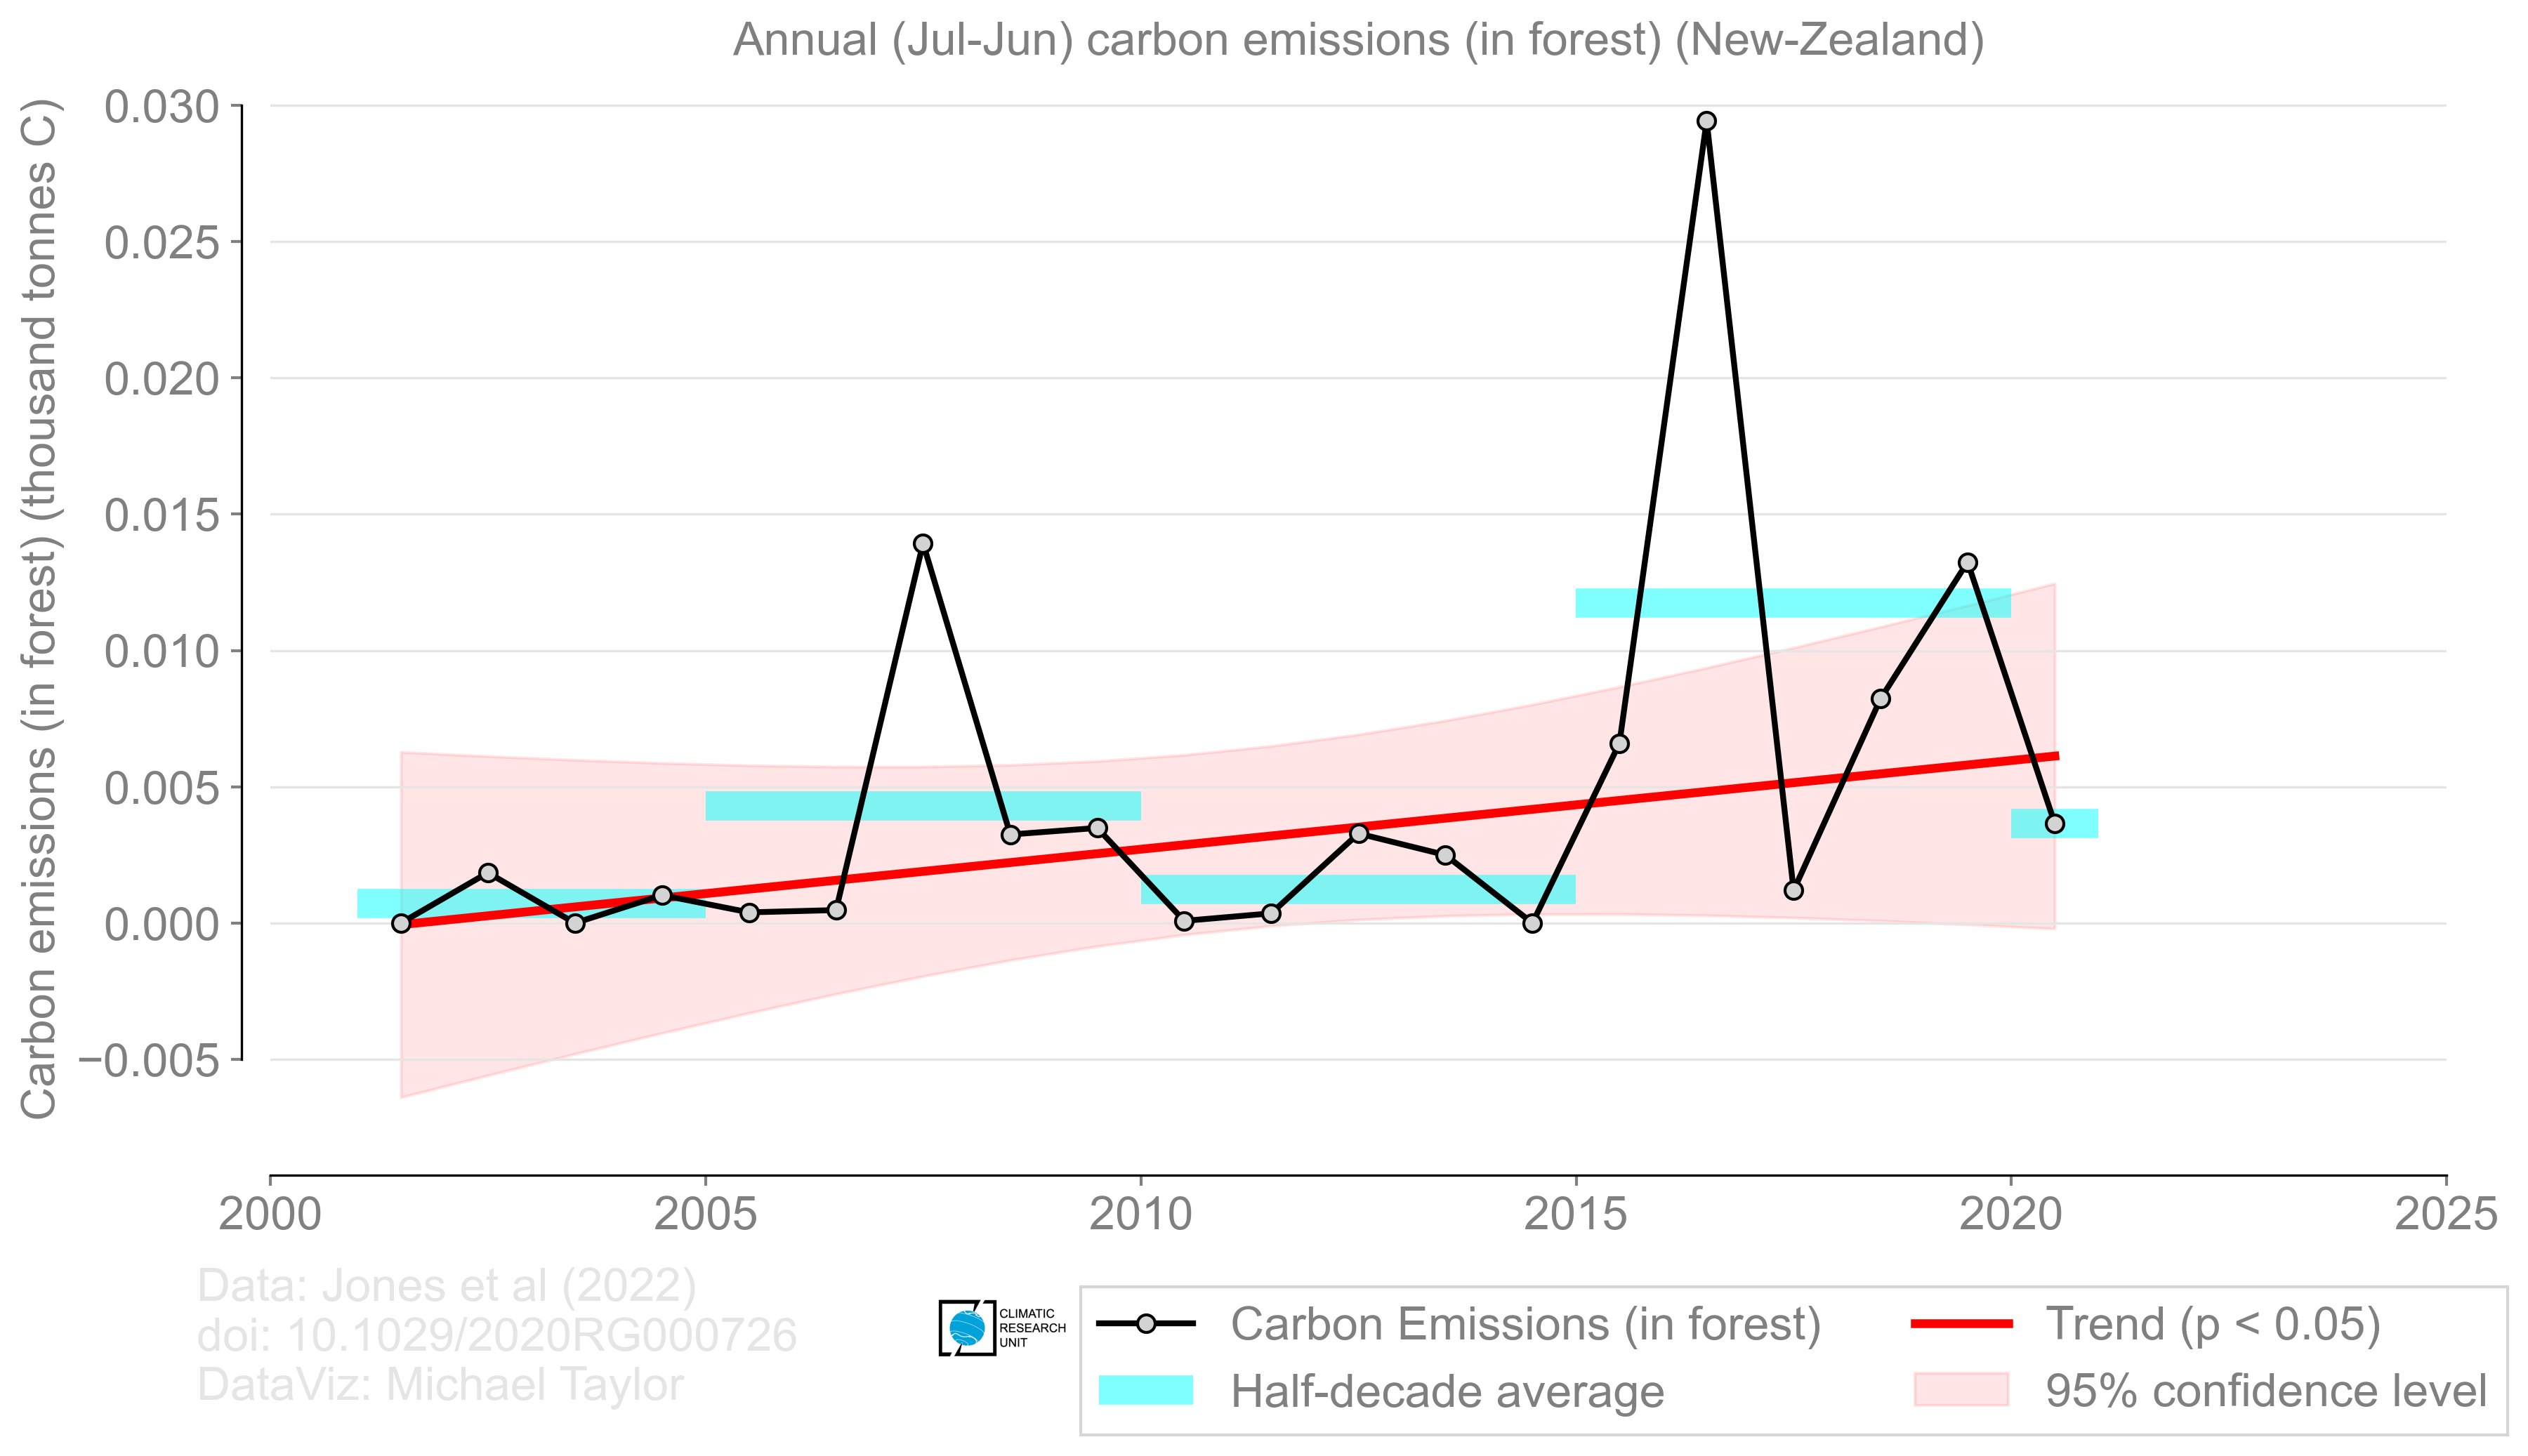 Annual (Jul-Jun) carbon emissions (in forest) (New-Zealand)
Carbon emissions (in forest) (thousand tonnes C)
0.030
0.025
0.020
0.015
0.010
0.005
0.000
−0.005
2000 2005 2010 2015 2020 2025
Data: Jones et al (2022)
doi: 10.1029/2020RG000726
DataViz: Michael Taylor
CLIMATIC
RESEARCH
UNIT
Carbon Emissions (in forest)
Half-decade average
Trend (p < 0.05)
95% confidence level